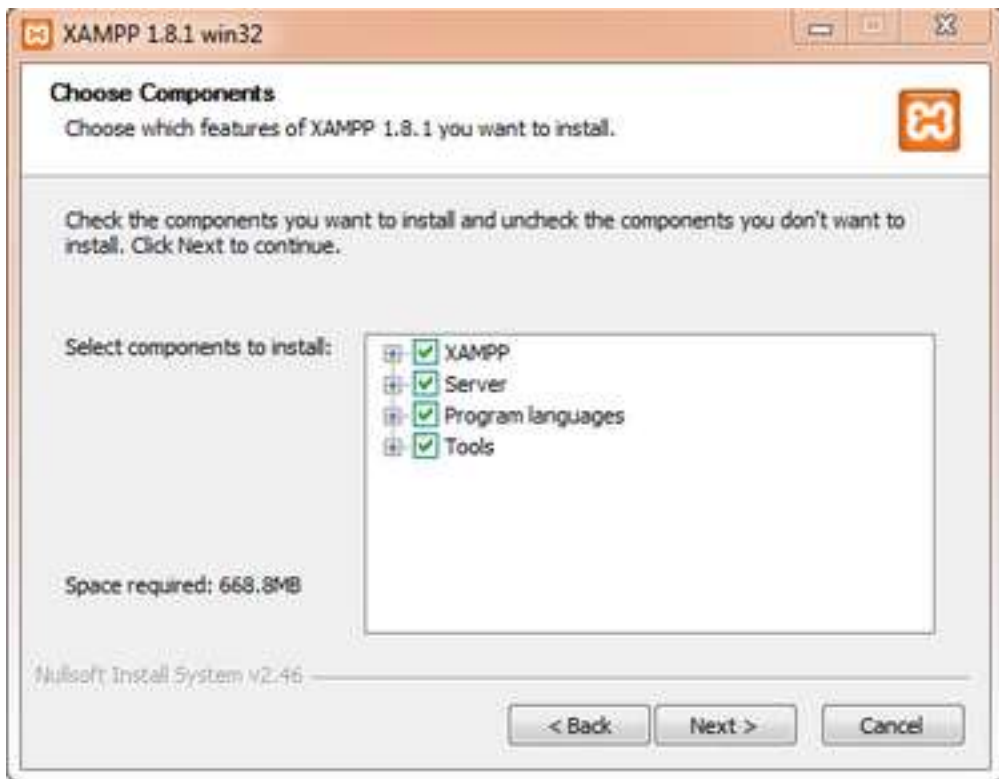 XAMPP 1.8.1 win32
Choose Components
Choose which features of XAMPP 1.8.1 you want to install.
Check the components you want to install and uncheck the components you don't want to
install. Click Next to continue.
Select components to install:
XAMPP
Server
Program languages
Tools
Space required: 668.8MB
Nullsoft Install System v2.46
< Back
Next >
Cancel